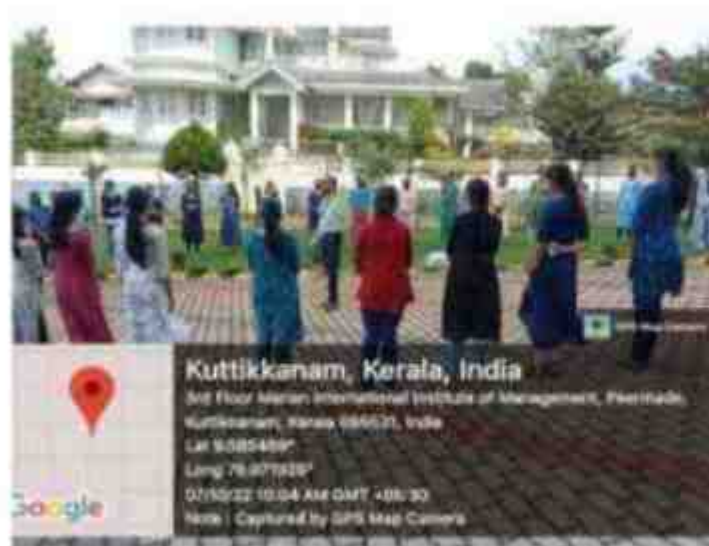 GPS Map Camera
Kuttikkanam, Kerala, India
3rd Floor Marian International Institute of Management, Peermade,
Kuttikkanam, Kerala 685531, India
Lat 9.585489°
Long 76.977929°
07/10/22 10:04 AM GMT +05:30
Note : Captured by GPS Map Camera
Google